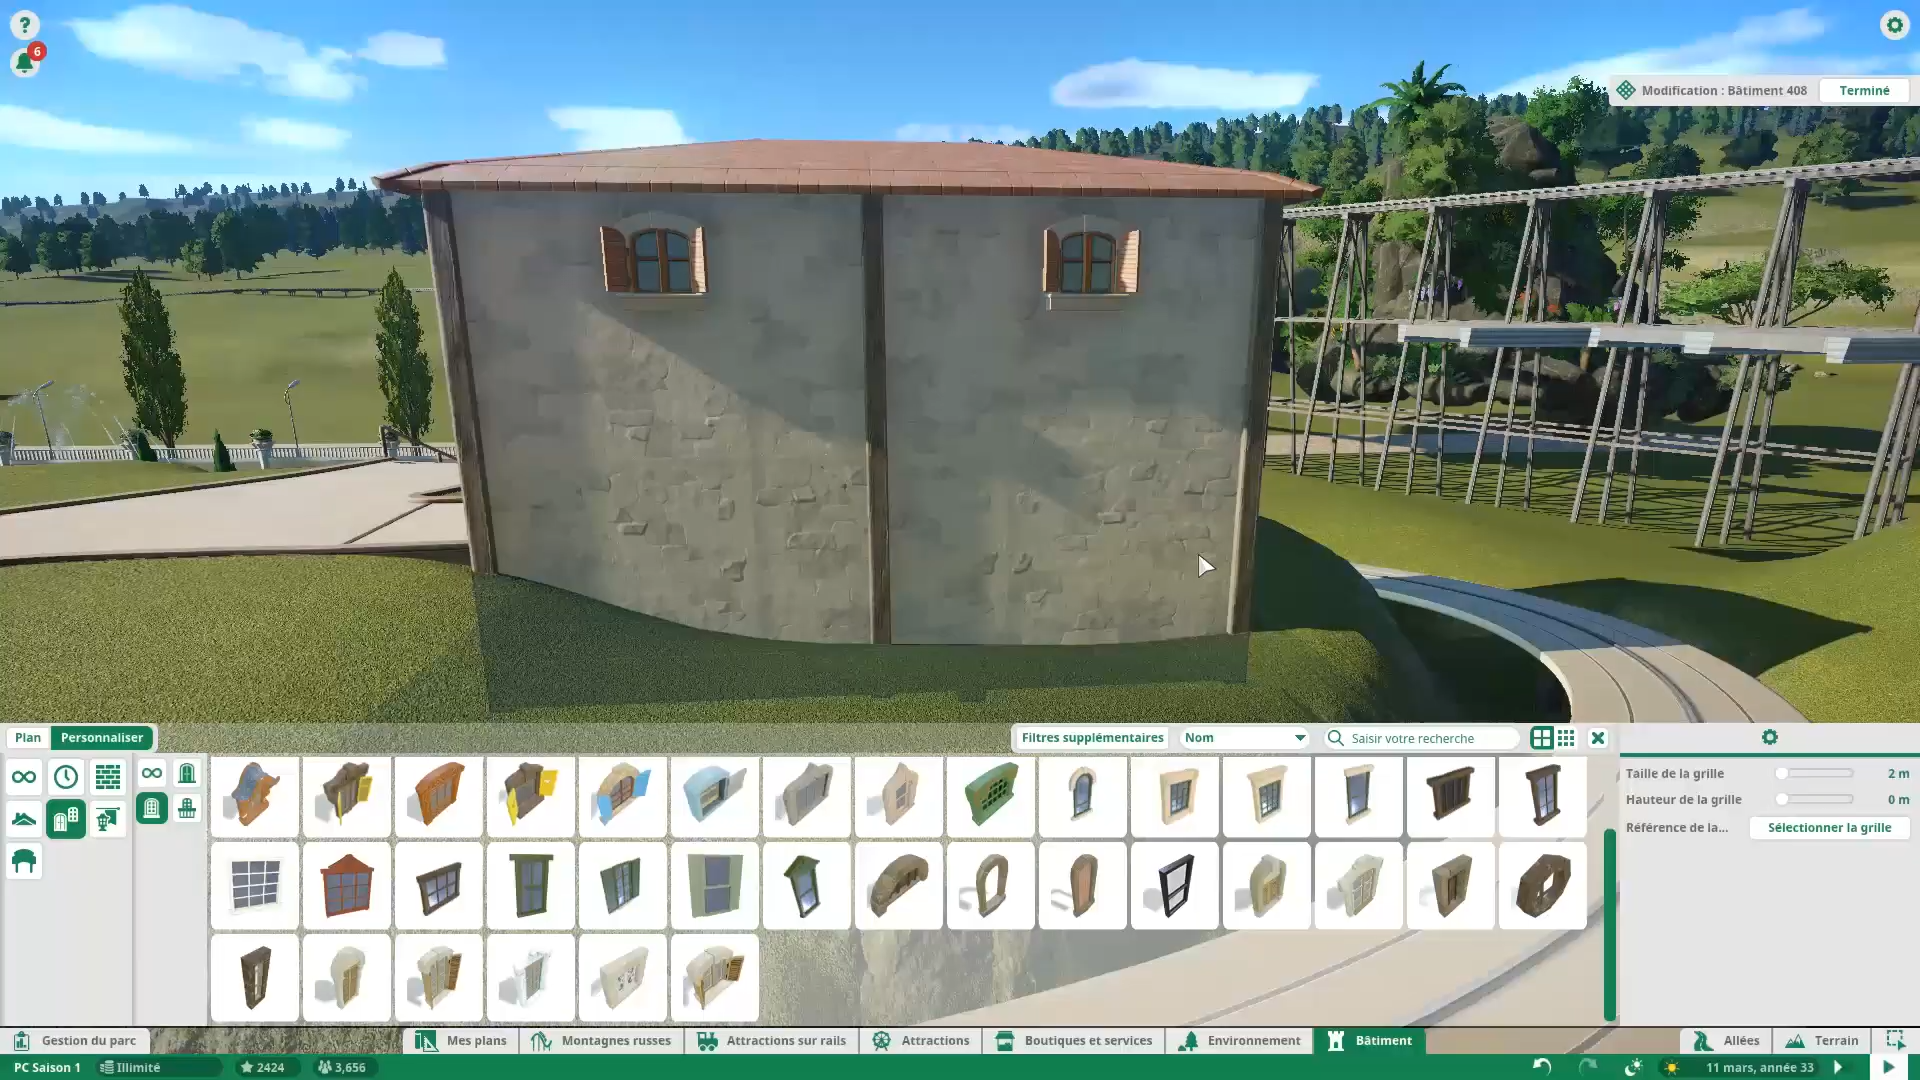 ?
6
Modification : Bâtiment 408
Terminé
Plan
Personnaliser
Filtres supplémentaires
Nom
Saisir votre recherche
Taille de la grille
2 m
Hauteur de la grille
0 m
Référence de la...
Sélectionner la grille
Gestion du parc
Mes plans
Montagnes russes
Attractions sur rails
Attractions
Boutiques et services
Environnement
Bâtiment
Allées
Terrain
PC Saison 1
Illimité
2424
3,656
11 mars, année 33